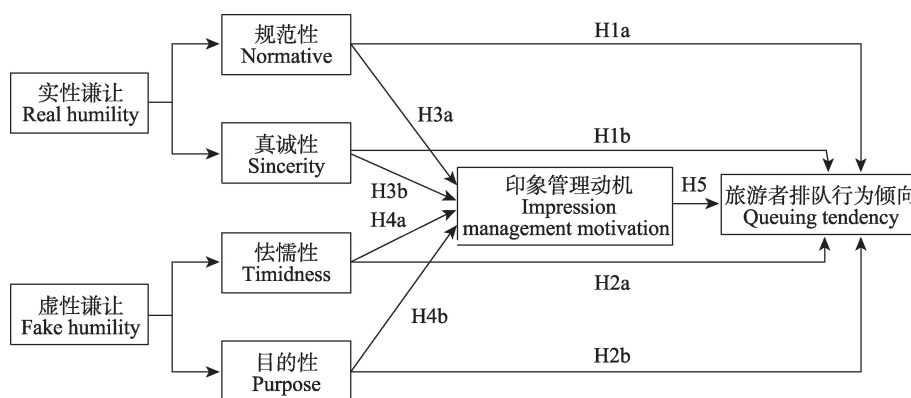 规范性
Normative
H1a
实性谦让
Real humility
H3a
真诚性
Sincerity
H1b
H3b
印象管理动机
Impression
management motivation
H5
旅游者排队行为倾向
Queuing tendency
H4a
怯懦性
Timidness
H2a
虚性谦让
Fake humility
H4b
目的性
Purpose
H2b